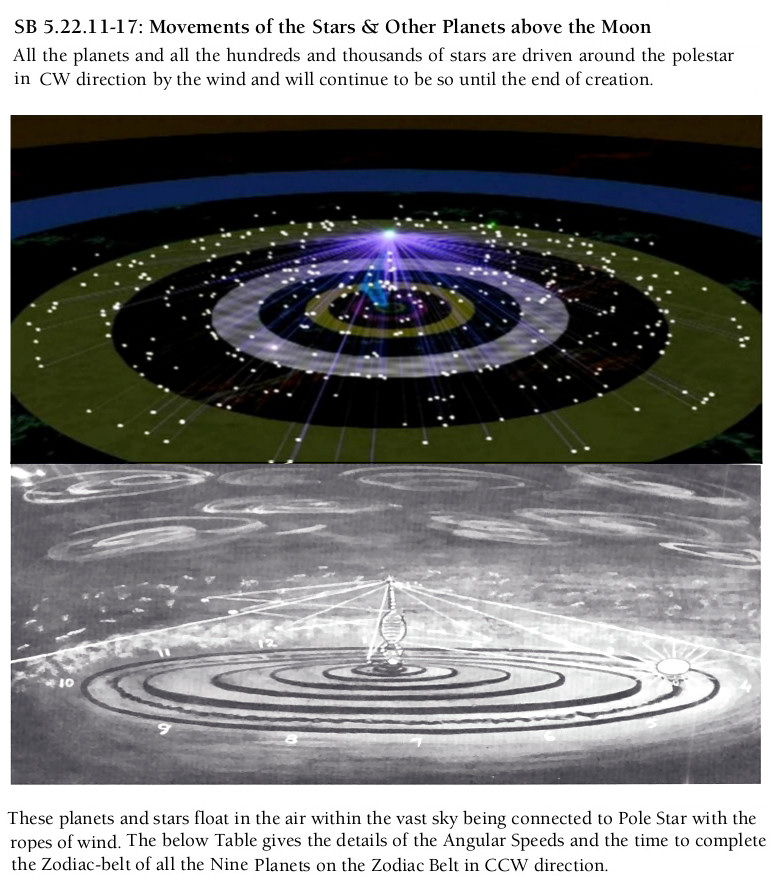 SB 5.22.11-17: Movements of the Stars & Other Planets above the Moon
All the planets and all the hundreds and thousands of stars are driven around the polestar
in CW direction by the wind and will continue to be so until the end of creation.
11
12
10
4
9
8
7
6
5
These planets and stars float in the air within the vast sky being connected to Pole Star with the
ropes of wind. The below Table gives the details of the Angular Speeds and the time to complete
the Zodiac-belt of all the Nine Planets on the Zodiac Belt in CCW direction.